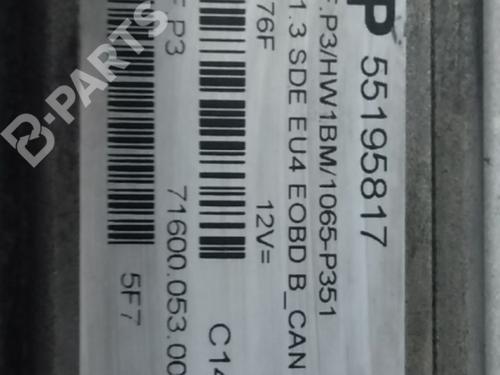 P 55195817
F P3/HW1BM/1065-P351
1.3 SDE EU4 EOBD B_CAN
76F 12V=
C14
F P3 71600.053.00
5F7
B-PARTS